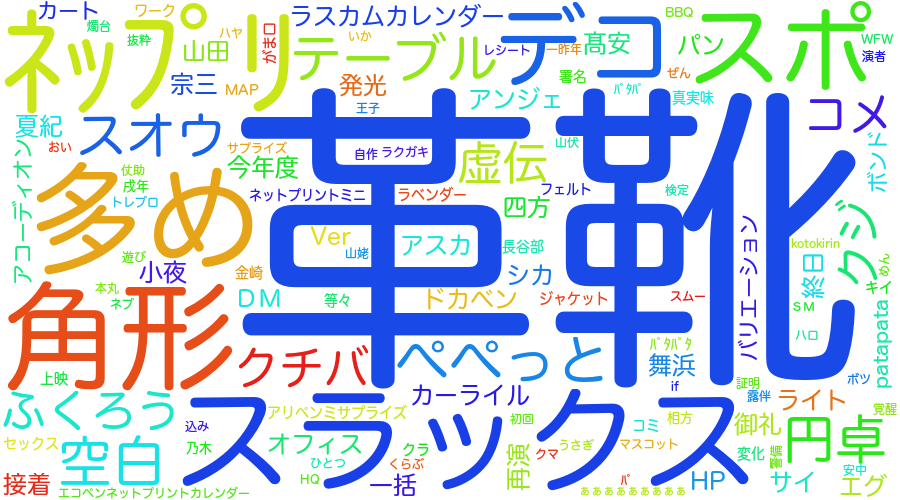 カート
ワーク
ラスカムカレンダー
デコ
BBQ
スポ
燭台
ネップリ
抜粋
ハヤ
がま口
いか
レシート
一昨年
髙安
パン
WFW
演者
山田
テーブル
宗三
MAP
発光
署名
ぜん
アンジェ
ﾊﾟﾀﾊﾟ
真実味
コメ
王子
夏紀
スオウ
革靴
おい
サプライズ
自作
ラクガキ
山伏
ボンド
アコーディオン
多め
仗助
今年度
虚伝
戌年
トレブロ
ネットプリントミニ
ラベンダー
フェルト
検定
四方
クジ
Ver
山姥
アスカ
長谷部
バリエーション
kotokirin
遊び
小夜
金崎
シカ
終日
めん
キイ
本丸
ネブ
DM
等々
ドカベン
ジャケット
スムー
SM
patapata
角形
ハロ
クチバ
ぺぺっと
ﾊﾟﾀﾊﾟﾀ
舞浜
上映
if
証明
ポツ
カーライル
露伴
ライト
覚醒
ふくろう
スラックス
アリペンミサプライズ
初回
コミ
相方
御礼
円卓
込み
セックス
空白
乃木
オフィス
クラ
再演
クマ
うさぎ
マスコット
変化
ひとつ
くらぶ
安中
接着
HQ
一括
パ
HP
サイ
エグ
エコペンネットプリントカレンダー
ぁぁぁぁぁぁぁぁぁ